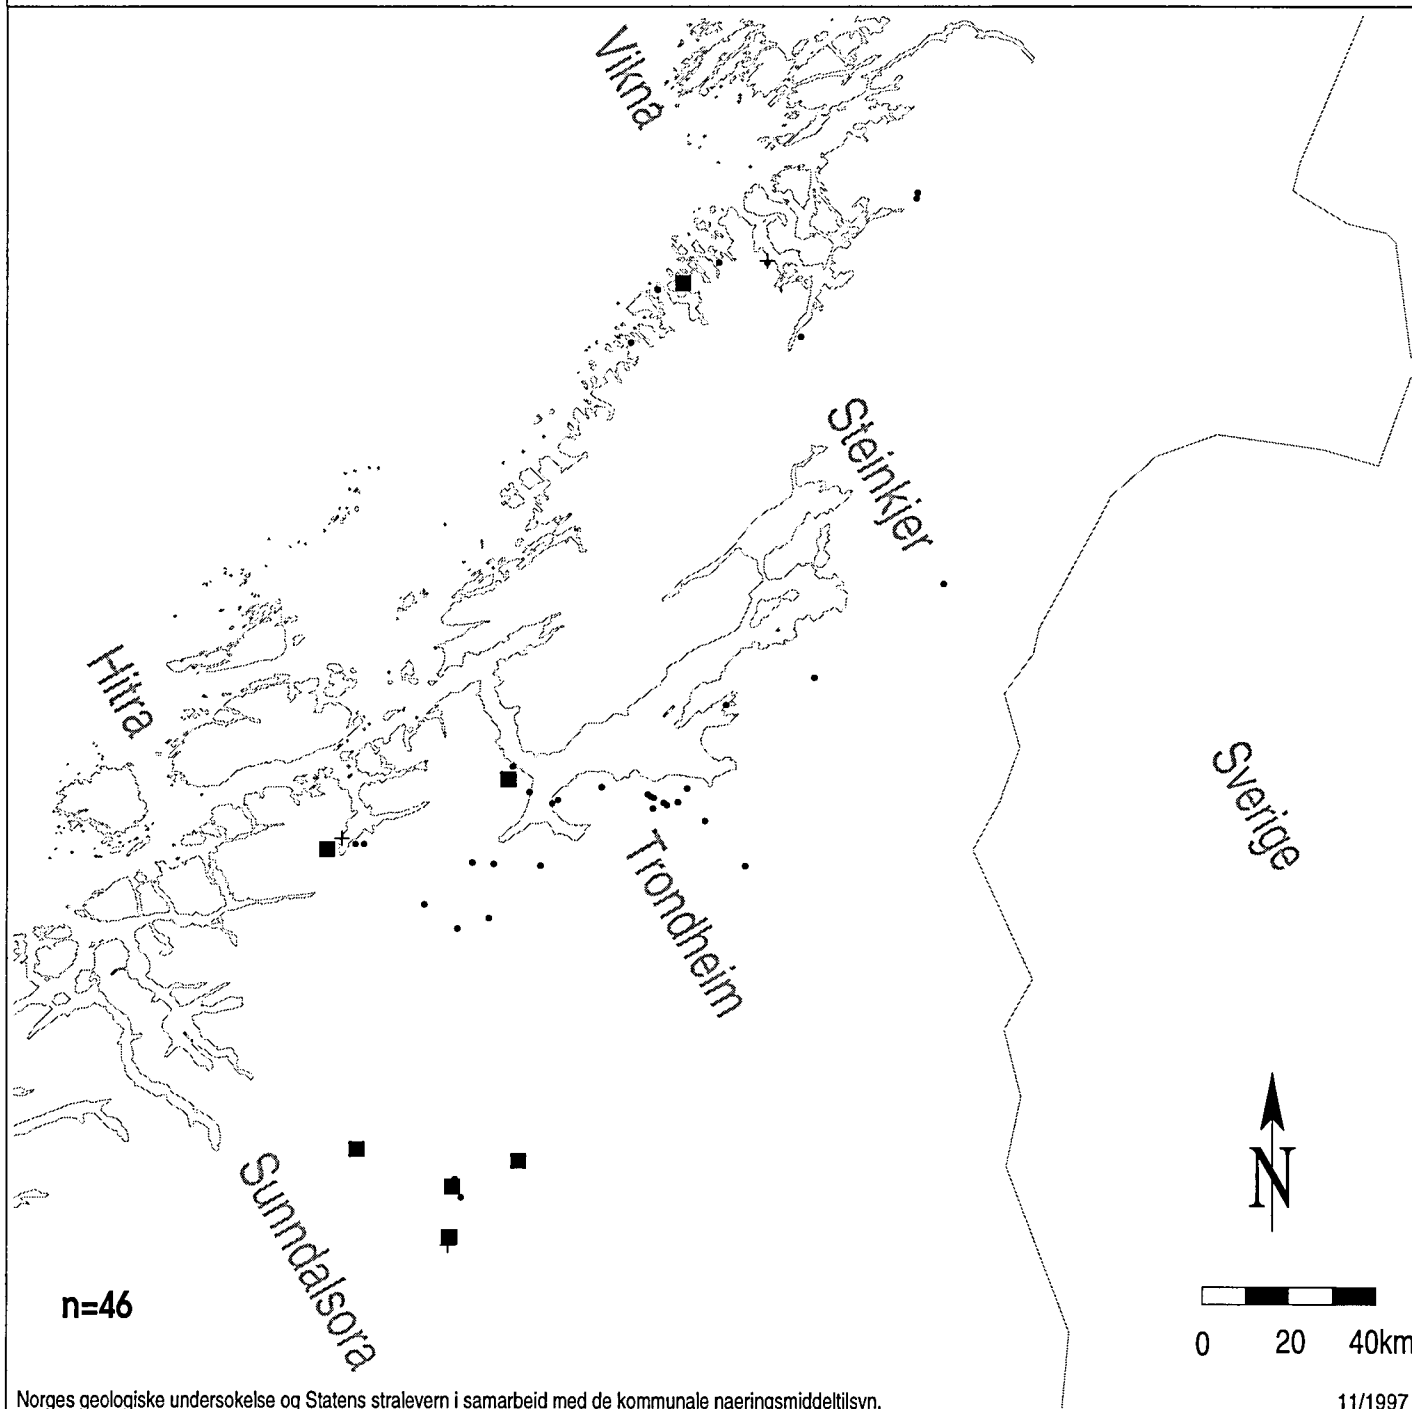 Vikna
Steinkjer
Hitra
Sverige
Trondheim
N
Sunndalsora
n=46
0 20 40km
Norges geologiske undersokelse og Statens stralevern i samarbeid med de kommunale naeringsmiddeltilsyn.
11/1997